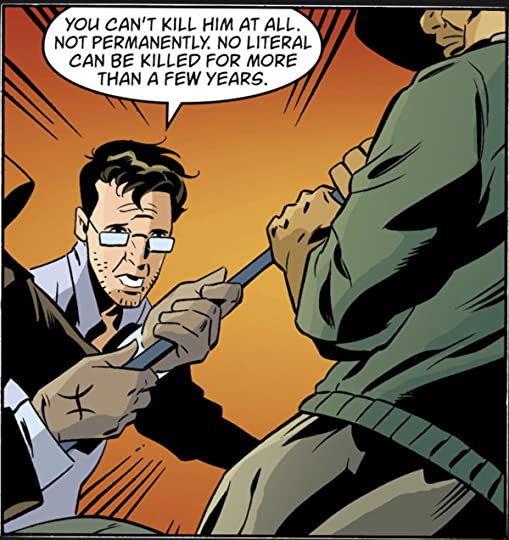 YOU CAN'T KILL HIM AT ALL.
NOT PERMANENTLY. NO LITERAL
CAN BE KILLED FOR MORE
THAN A FEW YEARS.